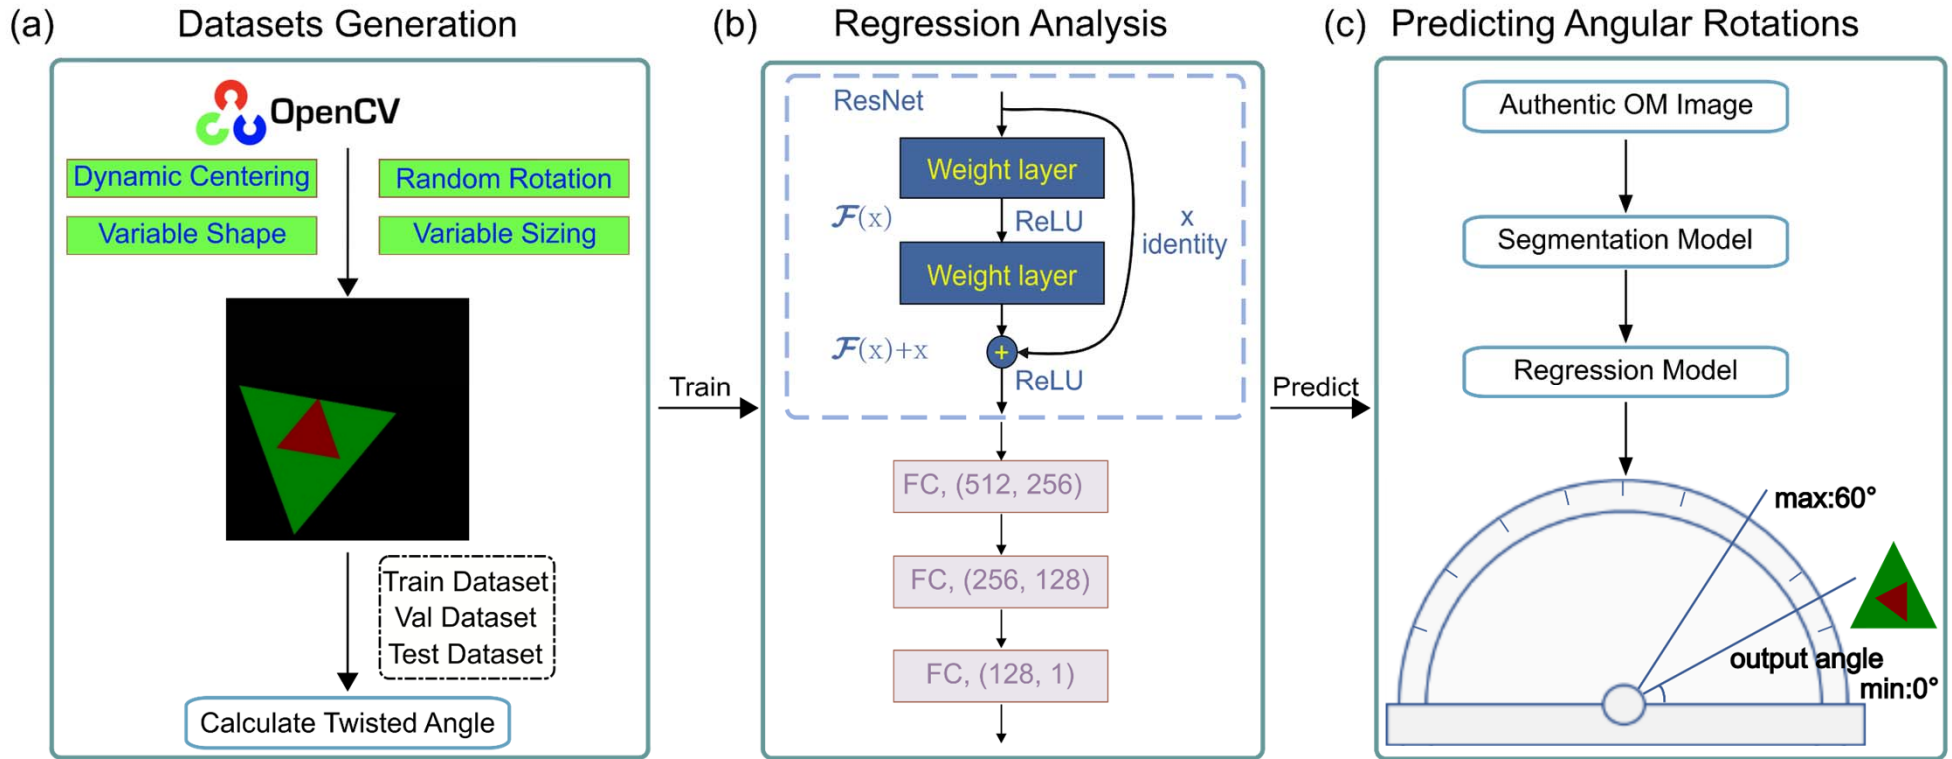 (a) Datasets Generation
OpenCV
Dynamic Centering
Random Rotation
Variable Shape
Variable Sizing
Train Dataset
Val Dataset
Test Dataset
Calculate Twisted Angle
Train
(b) Regression Analysis
ResNet
Weight layer
ℱ(x)
ReLU
x
identity
Weight layer
ℱ(x)+x
+
ReLU
FC, (512, 256)
FC, (256, 128)
FC, (128, 1)
Predict
(c) Predicting Angular Rotations
Authentic OM Image
Segmentation Model
Regression Model
max:60°
output angle
min:0°